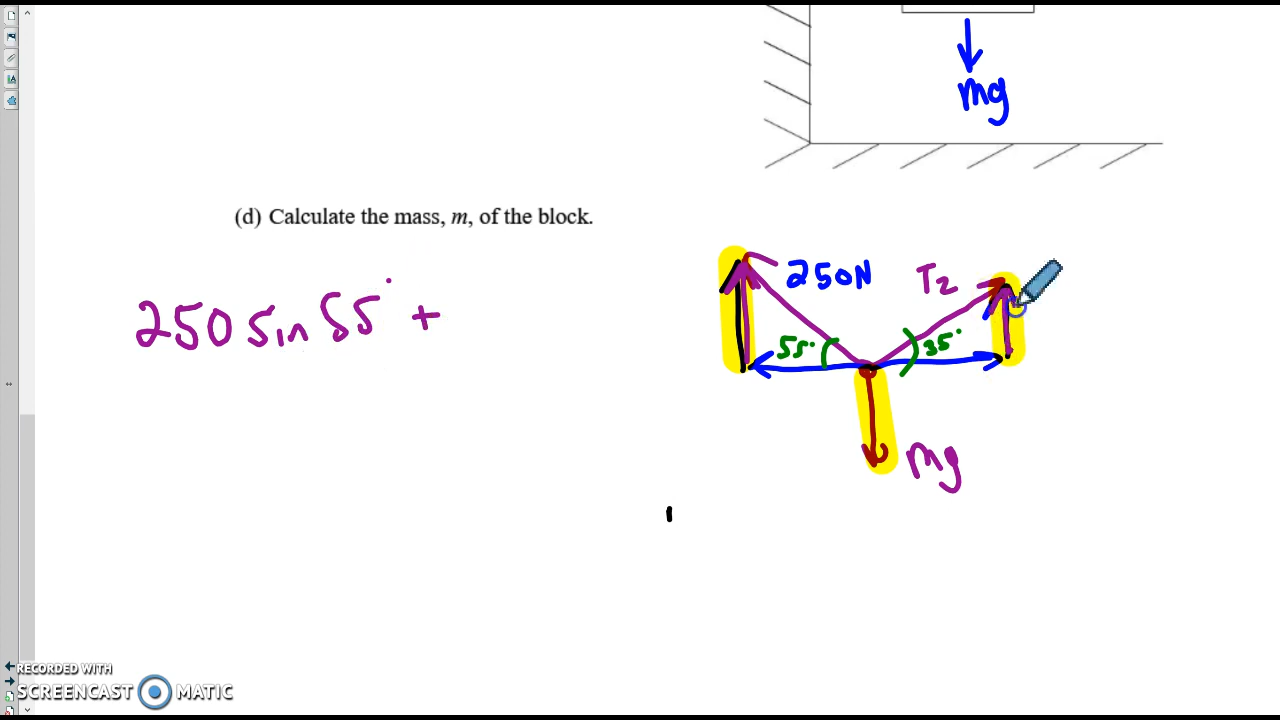 mg
(d) Calculate the mass, m, of the block.
250N
T2
250 Sin 55° +
55°
35°
mg
RECORDED WITH
SCREENCAST MATIC